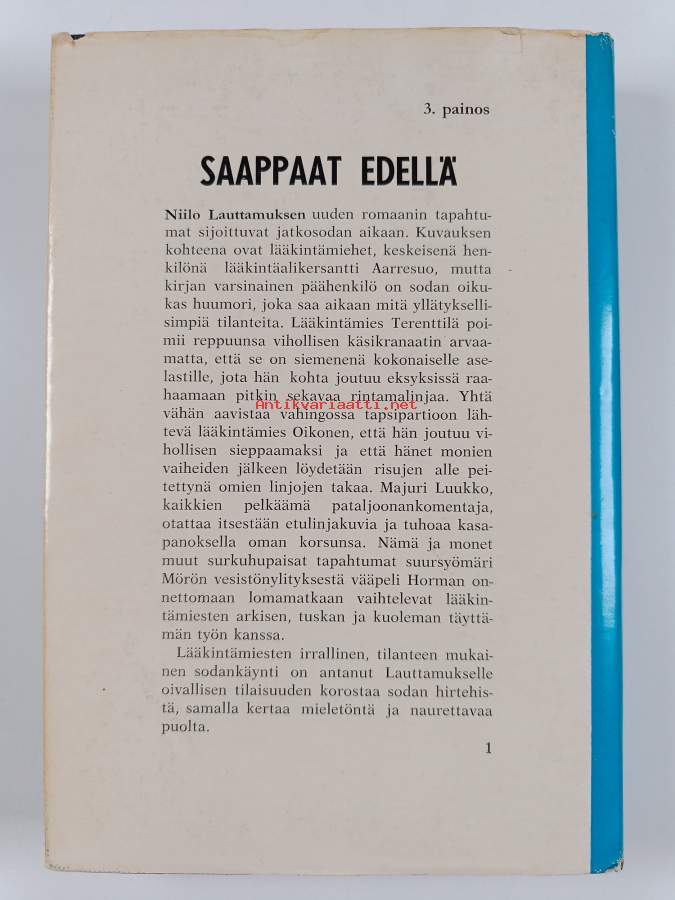 3. painos
SAAPPAAT EDELLÄ
Niilo Lauttamuksen uuden romaanin tapahtu-
mat sijoittuvat jatkosodan aikaan. Kuvauksen
kohteena ovat lääkintämiehet, keskeisenä hen-
kilönä lääkintäalikersantti Aarresuo, mutta
kirjan varsinainen päähenkilö on sodan oiku-
kas huumori, joka saa aikaan mitä yllätykselli-
simpiä tilanteita. Lääkintämies Terenttilä poi-
mii reppuunsa vihollisen käsikranaatin arvaa-
matta, että se on siemenenä kokonaiselle ase-
lastille, jota hän kohta joutuu eksyksissä raa-
haamaan pitkin sekavaa rintamalinjaa. Yhtä
Antikvariaatti.net
vähän aavistaa vahingossa tapsipartioon läh-
tevä lääkintämies Oikonen, että hän joutuu vi-
hollisen sieppaamaksi ja että hänet monien
vaiheiden jälkeen löydetään risujen alle pei-
tettynä omien linjojen takaa. Majuri Luukko,
kaikkien pelkäämä pataljoonankomentaja,
otattaa itsestään etulinjakuvia ja tuhoaa kasa-
panoksella oman korsunsa. Nämä ja monet
muut surkuhupaisat tapahtumat suursyömäri
Mörön vesistönylityksestä vääpeli Horman on-
nettomaan lomamatkaan vaihtelevat lääkin-
tämiesten arkisen, tuskan ja kuoleman täyttä-
män työn kanssa.
Lääkintämiesten irrallinen, tilanteen mukai-
nen sodankäynti on antanut Lauttamukselle
oivallisen tilaisuuden korostaa sodan hirtehis-
tä, samalla kertaa mieletöntä ja naurettavaa
puolta.
1